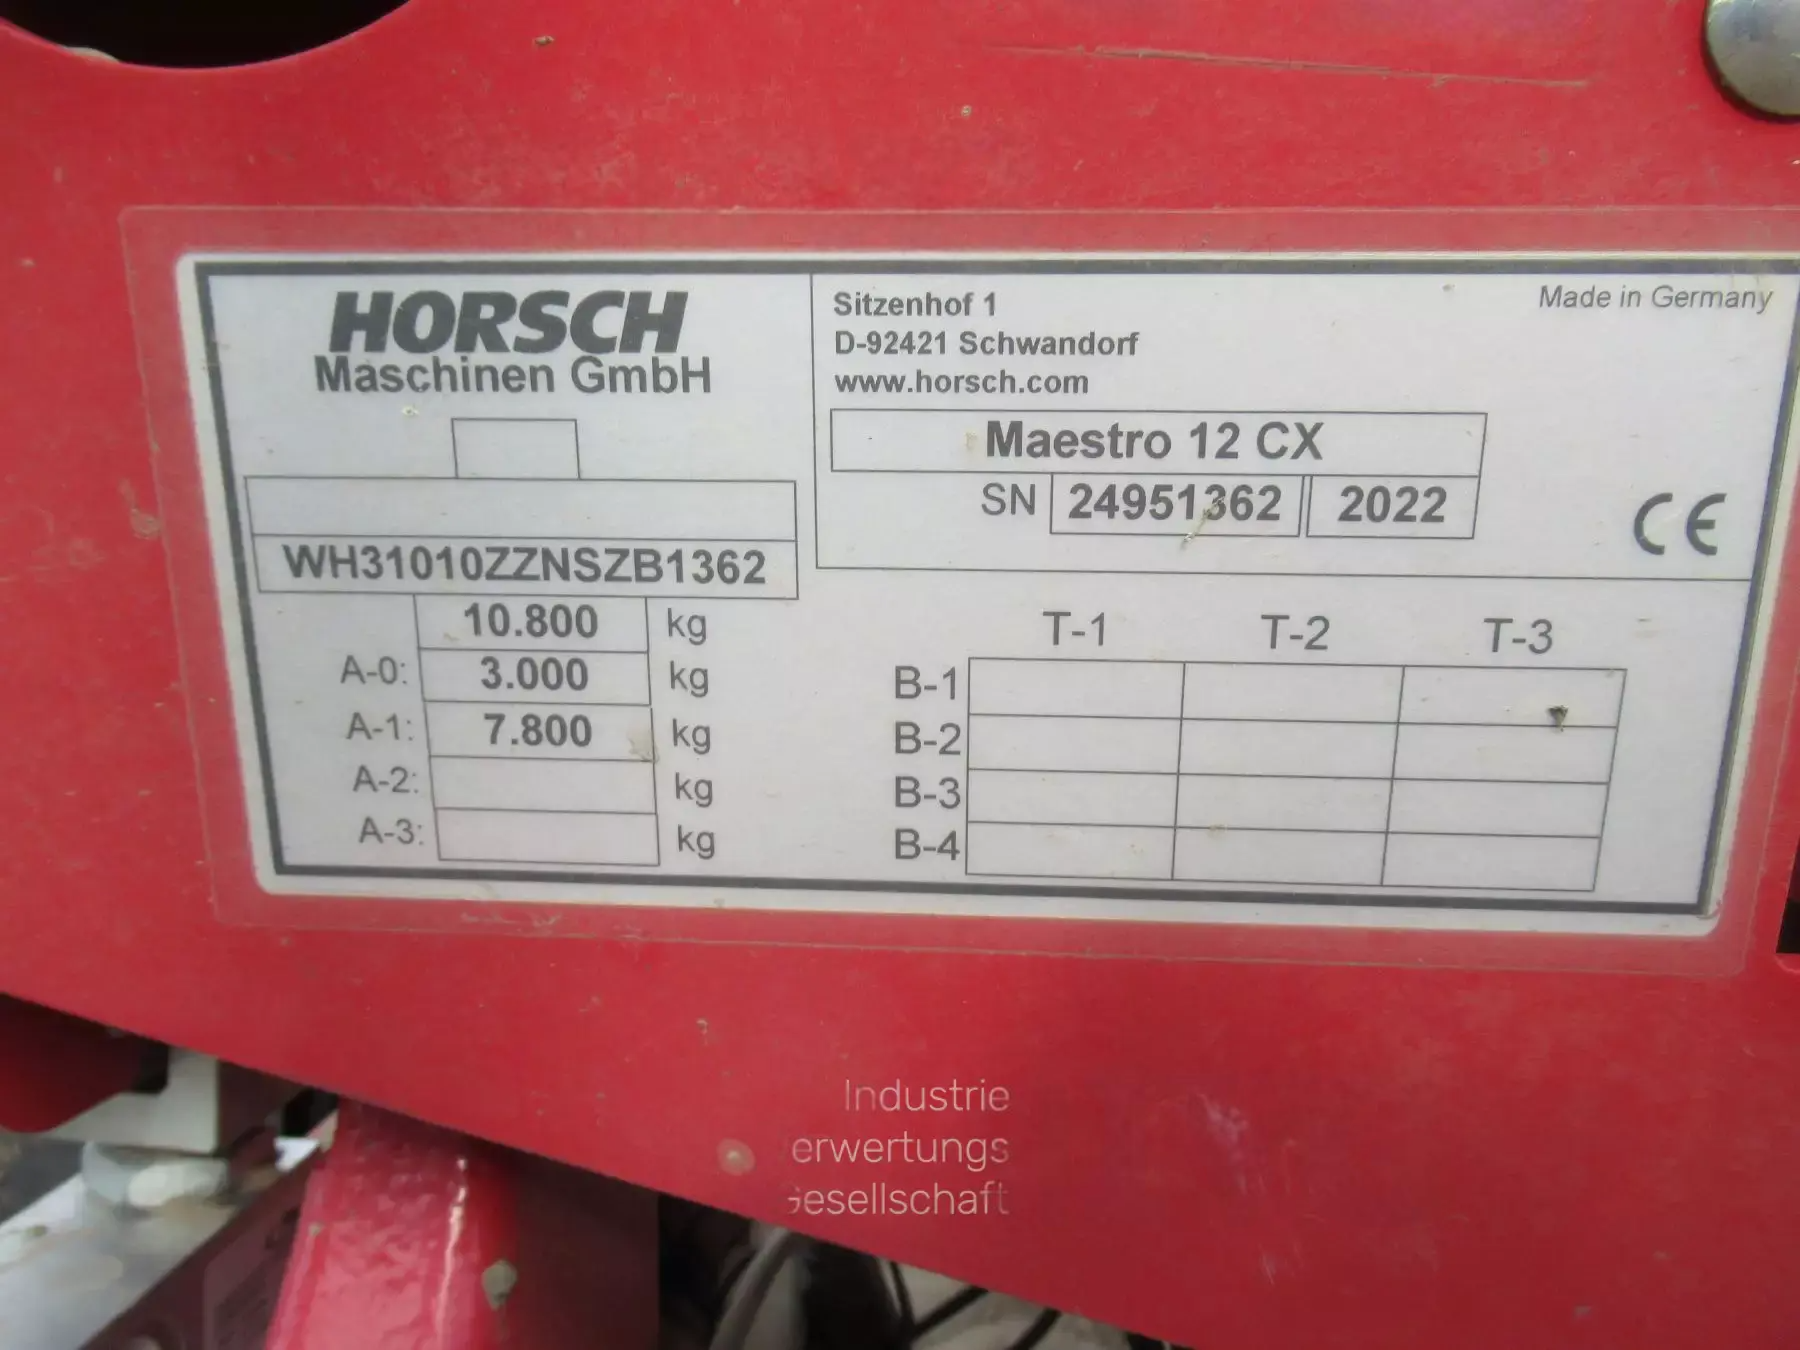 HORSCH
Maschinen GmbH
Sitzenhof 1
D-92421 Schwandorf
www.horsch.com
Made in Germany
Maestro 12 CX
SN 24951362 2022
CE
WH31010ZZNSZB1362
10.800 kg
A-0: 3.000 kg
A-1: 7.800 kg
A-2: kg
A-3: kg
T-1 T-2 T-3
B-1
B-2
B-3
B-4
Industrie
erwertungs
Gesellschaft